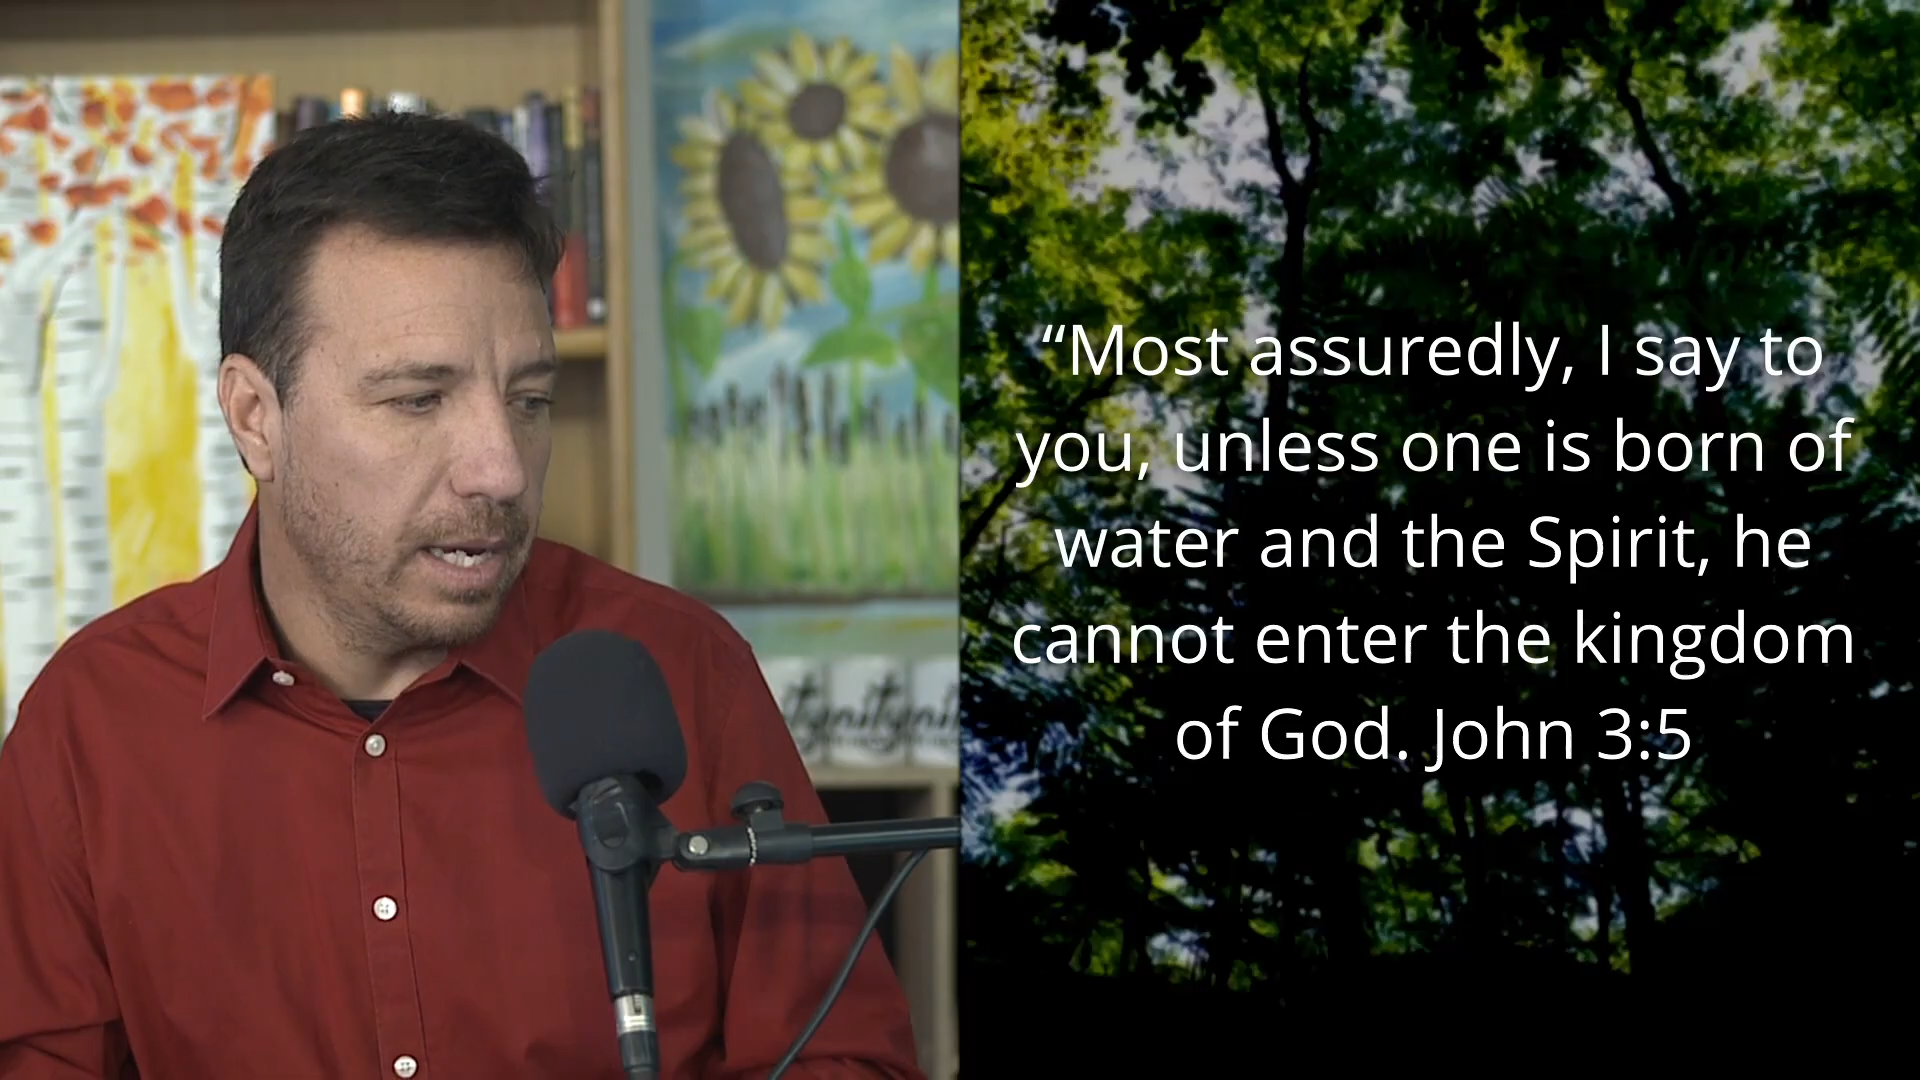 “Most assuredly, I say to
you, unless one is born of
water and the Spirit, he
cannot enter the kingdom
of God. John 3:5